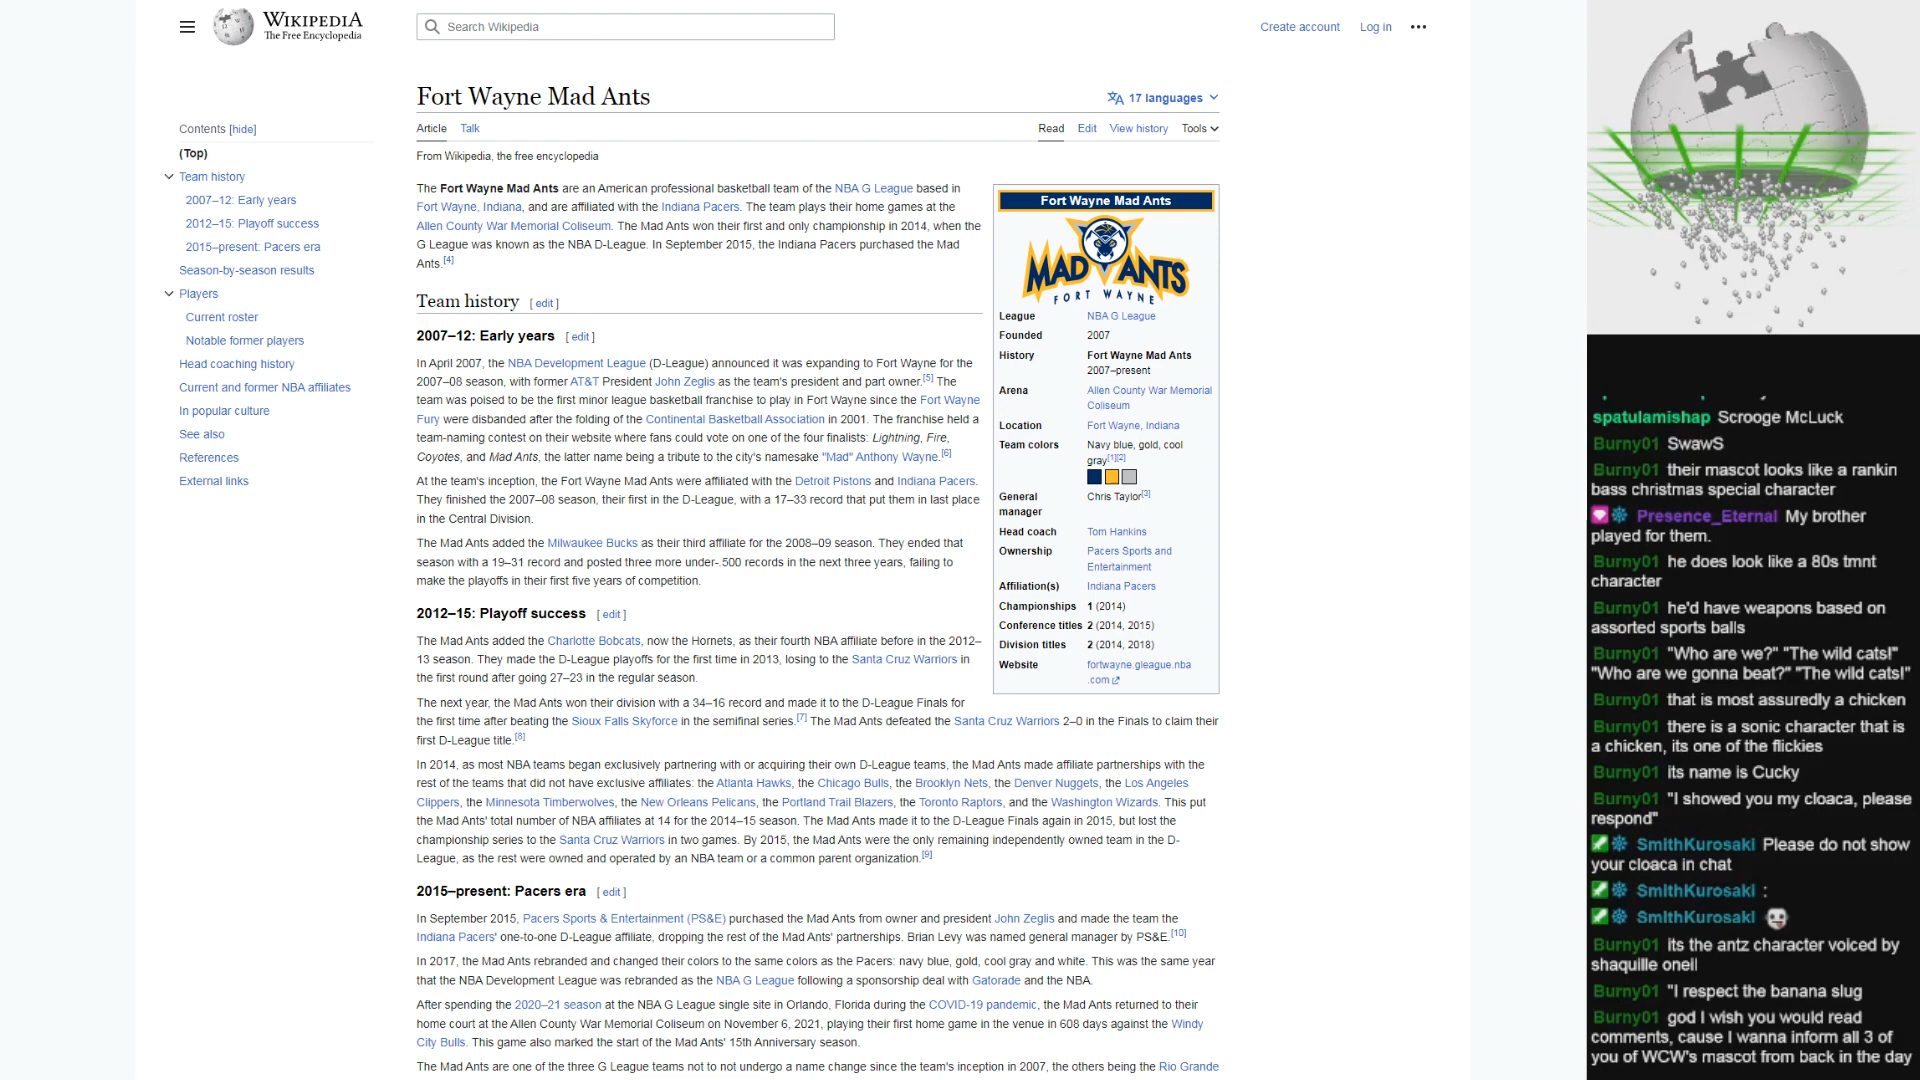 WIKIPEDIA
The Free Encyclopedia
Search Wikipedia
Create account
Log in
Fort Wayne Mad Ants
17 languages
Article Talk
Read Edit View history Tools
From Wikipedia, the free encyclopedia
Contents [hide]
(Top)
Team history
2007–12: Early years
2012–15: Playoff success
2015–present: Pacers era
Season-by-season results
Players
Current roster
Notable former players
Head coaching history
Current and former NBA affiliates
In popular culture
See also
References
External links
The Fort Wayne Mad Ants are an American professional basketball team of the NBA G League based in
Fort Wayne, Indiana, and are affiliated with the Indiana Pacers. The team plays their home games at the
Allen County War Memorial Coliseum. The Mad Ants won their first and only championship in 2014, when the
G League was known as the NBA D-League. In September 2015, the Indiana Pacers purchased the Mad
Ants.[4]
Team history [ edit ]
2007–12: Early years [ edit ]
In April 2007, the NBA Development League (D-League) announced it was expanding to Fort Wayne for the
2007–08 season, with former AT&T President John Zeglis as the team's president and part owner.[5] The
team was poised to be the first minor league basketball franchise to play in Fort Wayne since the Fort Wayne
Fury were disbanded after the folding of the Continental Basketball Association in 2001. The franchise held a
team-naming contest on their website where fans could vote on one of the four finalists: Lightning, Fire,
Coyotes, and Mad Ants, the latter name being a tribute to the city's namesake "Mad" Anthony Wayne.[6]
At the team's inception, the Fort Wayne Mad Ants were affiliated with the Detroit Pistons and Indiana Pacers.
They finished the 2007–08 season, their first in the D-League, with a 17–33 record that put them in last place
in the Central Division.
The Mad Ants added the Milwaukee Bucks as their third affiliate for the 2008–09 season. They ended that
season with a 19–31 record and posted three more under-.500 records in the next three years, failing to
make the playoffs in their first five years of competition.
2012–15: Playoff success [ edit ]
The Mad Ants added the Charlotte Bobcats, now the Hornets, as their fourth NBA affiliate before in the 2012–
13 season. They made the D-League playoffs for the first time in 2013, losing to the Santa Cruz Warriors in
the first round after going 27–23 in the regular season.
The next year, the Mad Ants won their division with a 34–16 record and made it to the D-League Finals for
the first time after beating the Sioux Falls Skyforce in the semifinal series.[7] The Mad Ants defeated the Santa Cruz Warriors 2–0 in the Finals to claim their
first D-League title.[8]
In 2014, as most NBA teams began exclusively partnering with or acquiring their own D-League teams, the Mad Ants made affiliate partnerships with the
rest of the teams that did not have exclusive affiliates: the Atlanta Hawks, the Chicago Bulls, the Brooklyn Nets, the Denver Nuggets, the Los Angeles
Clippers, the Minnesota Timberwolves, the New Orleans Pelicans, the Portland Trail Blazers, the Toronto Raptors, and the Washington Wizards. This put
the Mad Ants' total number of NBA affiliates at 14 for the 2014–15 season. The Mad Ants made it to the D-League Finals again in 2015, but lost the
championship series to the Santa Cruz Warriors in two games. By 2015, the Mad Ants were the only remaining independently owned team in the D-
League, as the rest were owned and operated by an NBA team or a common parent organization.[9]
2015–present: Pacers era [ edit ]
In September 2015, Pacers Sports & Entertainment (PS&E) purchased the Mad Ants from owner and president John Zeglis and made the team the
Indiana Pacers' one-to-one D-League affiliate, dropping the rest of the Mad Ants' partnerships. Brian Levy was named general manager by PS&E.[10]
In 2017, the Mad Ants rebranded and changed their colors to the same colors as the Pacers: navy blue, gold, cool gray and white. This was the same year
that the NBA Development League was rebranded as the NBA G League following a sponsorship deal with Gatorade and the NBA.
After spending the 2020–21 season at the NBA G League single site in Orlando, Florida during the COVID-19 pandemic, the Mad Ants returned to their
home court at the Allen County War Memorial Coliseum on November 6, 2021, playing their first home game in the venue in 608 days against the Windy
City Bulls. This game also marked the start of the Mad Ants' 15th Anniversary season.
The Mad Ants are one of the three G League teams not to not undergo a name change since the team's inception in 2007, the others being the Rio Grande
Fort Wayne Mad Ants
MAD ANTS
FORT WAYNE
League NBA G League
Founded 2007
History Fort Wayne Mad Ants
2007–present
Arena Allen County War Memorial
Coliseum
Location Fort Wayne, Indiana
Team colors Navy blue, gold, cool
gray[1][2]
General Chris Taylor[3]
manager
Head coach Tom Hankins
Ownership Pacers Sports and
Entertainment
Affiliation(s) Indiana Pacers
Championships 1 (2014)
Conference titles 2 (2014, 2015)
Division titles 2 (2014, 2018)
Website fortwayne.gleague.nba
.com
spatulamishap Scrooge McLuck
Burny01 SwawS
Burny01 their mascot looks like a rankin
bass christmas special character
Presence_Eternal My brother
played for them.
Burny01 he does look like a 80s tmnt
character
Burny01 he'd have weapons based on
assorted sports balls
Burny01 "Who are we?" "The wild cats!"
"Who are we gonna beat?" "The wild cats!"
Burny01 that is most assuredly a chicken
Burny01 there is a sonic character that is
a chicken, its one of the flickies
Burny01 its name is Cucky
Burny01 "I showed you my cloaca, please
respond"
SmithKurosaki Please do not show
your cloaca in chat
SmithKurosaki :
SmithKurosaki
Burny01 its the antz character voiced by
shaquille oneil
Burny01 "I respect the banana slug
Burny01 god I wish you would read
comments, cause I wanna inform all 3 of
you of WCW's mascot from back in the day